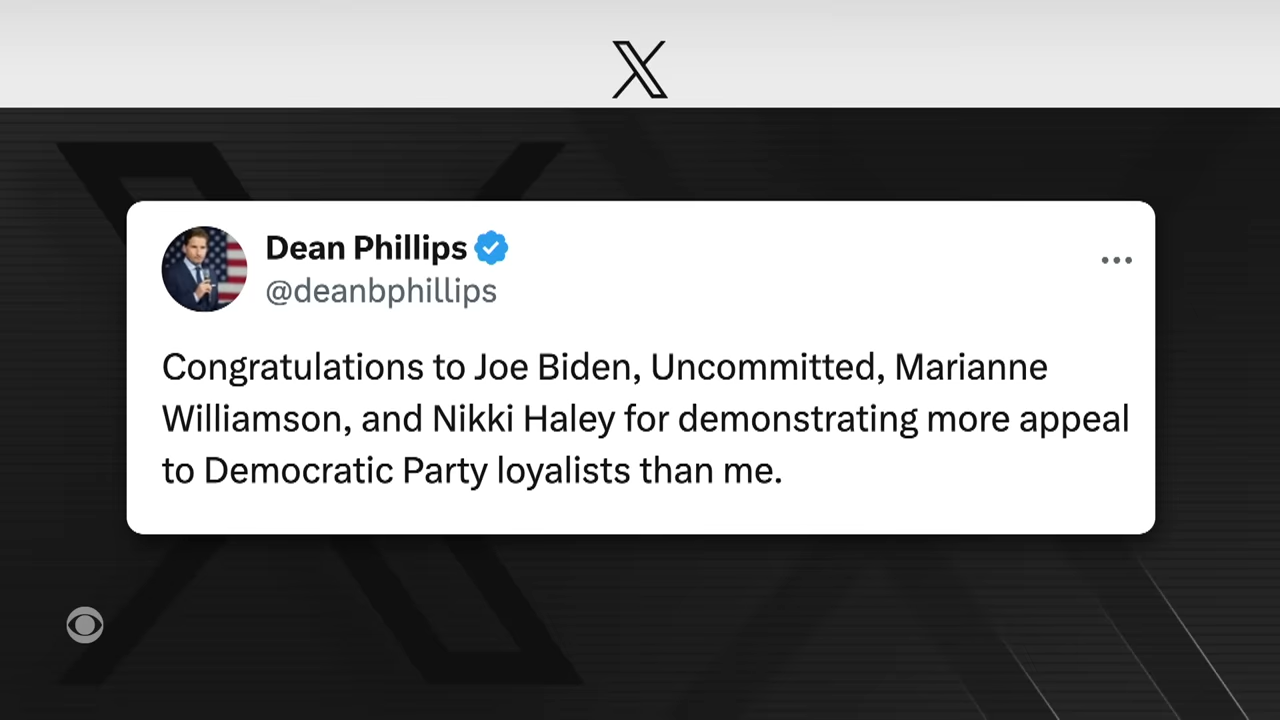 X
Dean Phillips
@deanbphillips
Congratulations to Joe Biden, Uncommitted, Marianne
Williamson, and Nikki Haley for demonstrating more appeal
to Democratic Party loyalists than me.